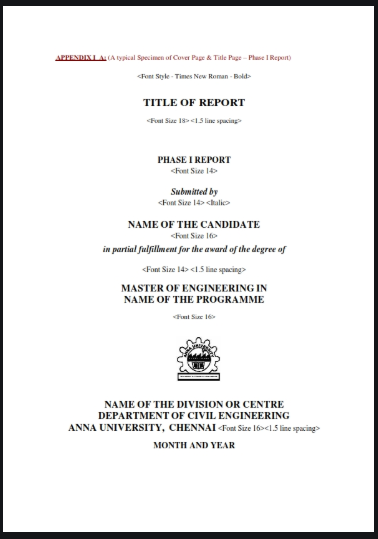 APPENDIX I A: (A typical Specimen of Cover Page & Title Page – Phase I Report)
<Font Style - Times New Roman - Bold>
TITLE OF REPORT
<Font Size 18> <1.5 line spacing>
PHASE I REPORT
<Font Size 14>
Submitted by
<Font Size 14> <Italic>
NAME OF THE CANDIDATE
<Font Size 16>
in partial fulfillment for the award of the degree of
<Font Size 14> <1.5 line spacing>
MASTER OF ENGINEERING IN
NAME OF THE PROGRAMME
<Font Size 16>
NAME OF THE DIVISION OR CENTRE
DEPARTMENT OF CIVIL ENGINEERING
ANNA UNIVERSITY, CHENNAI <Font Size 16><1.5 line spacing>
MONTH AND YEAR